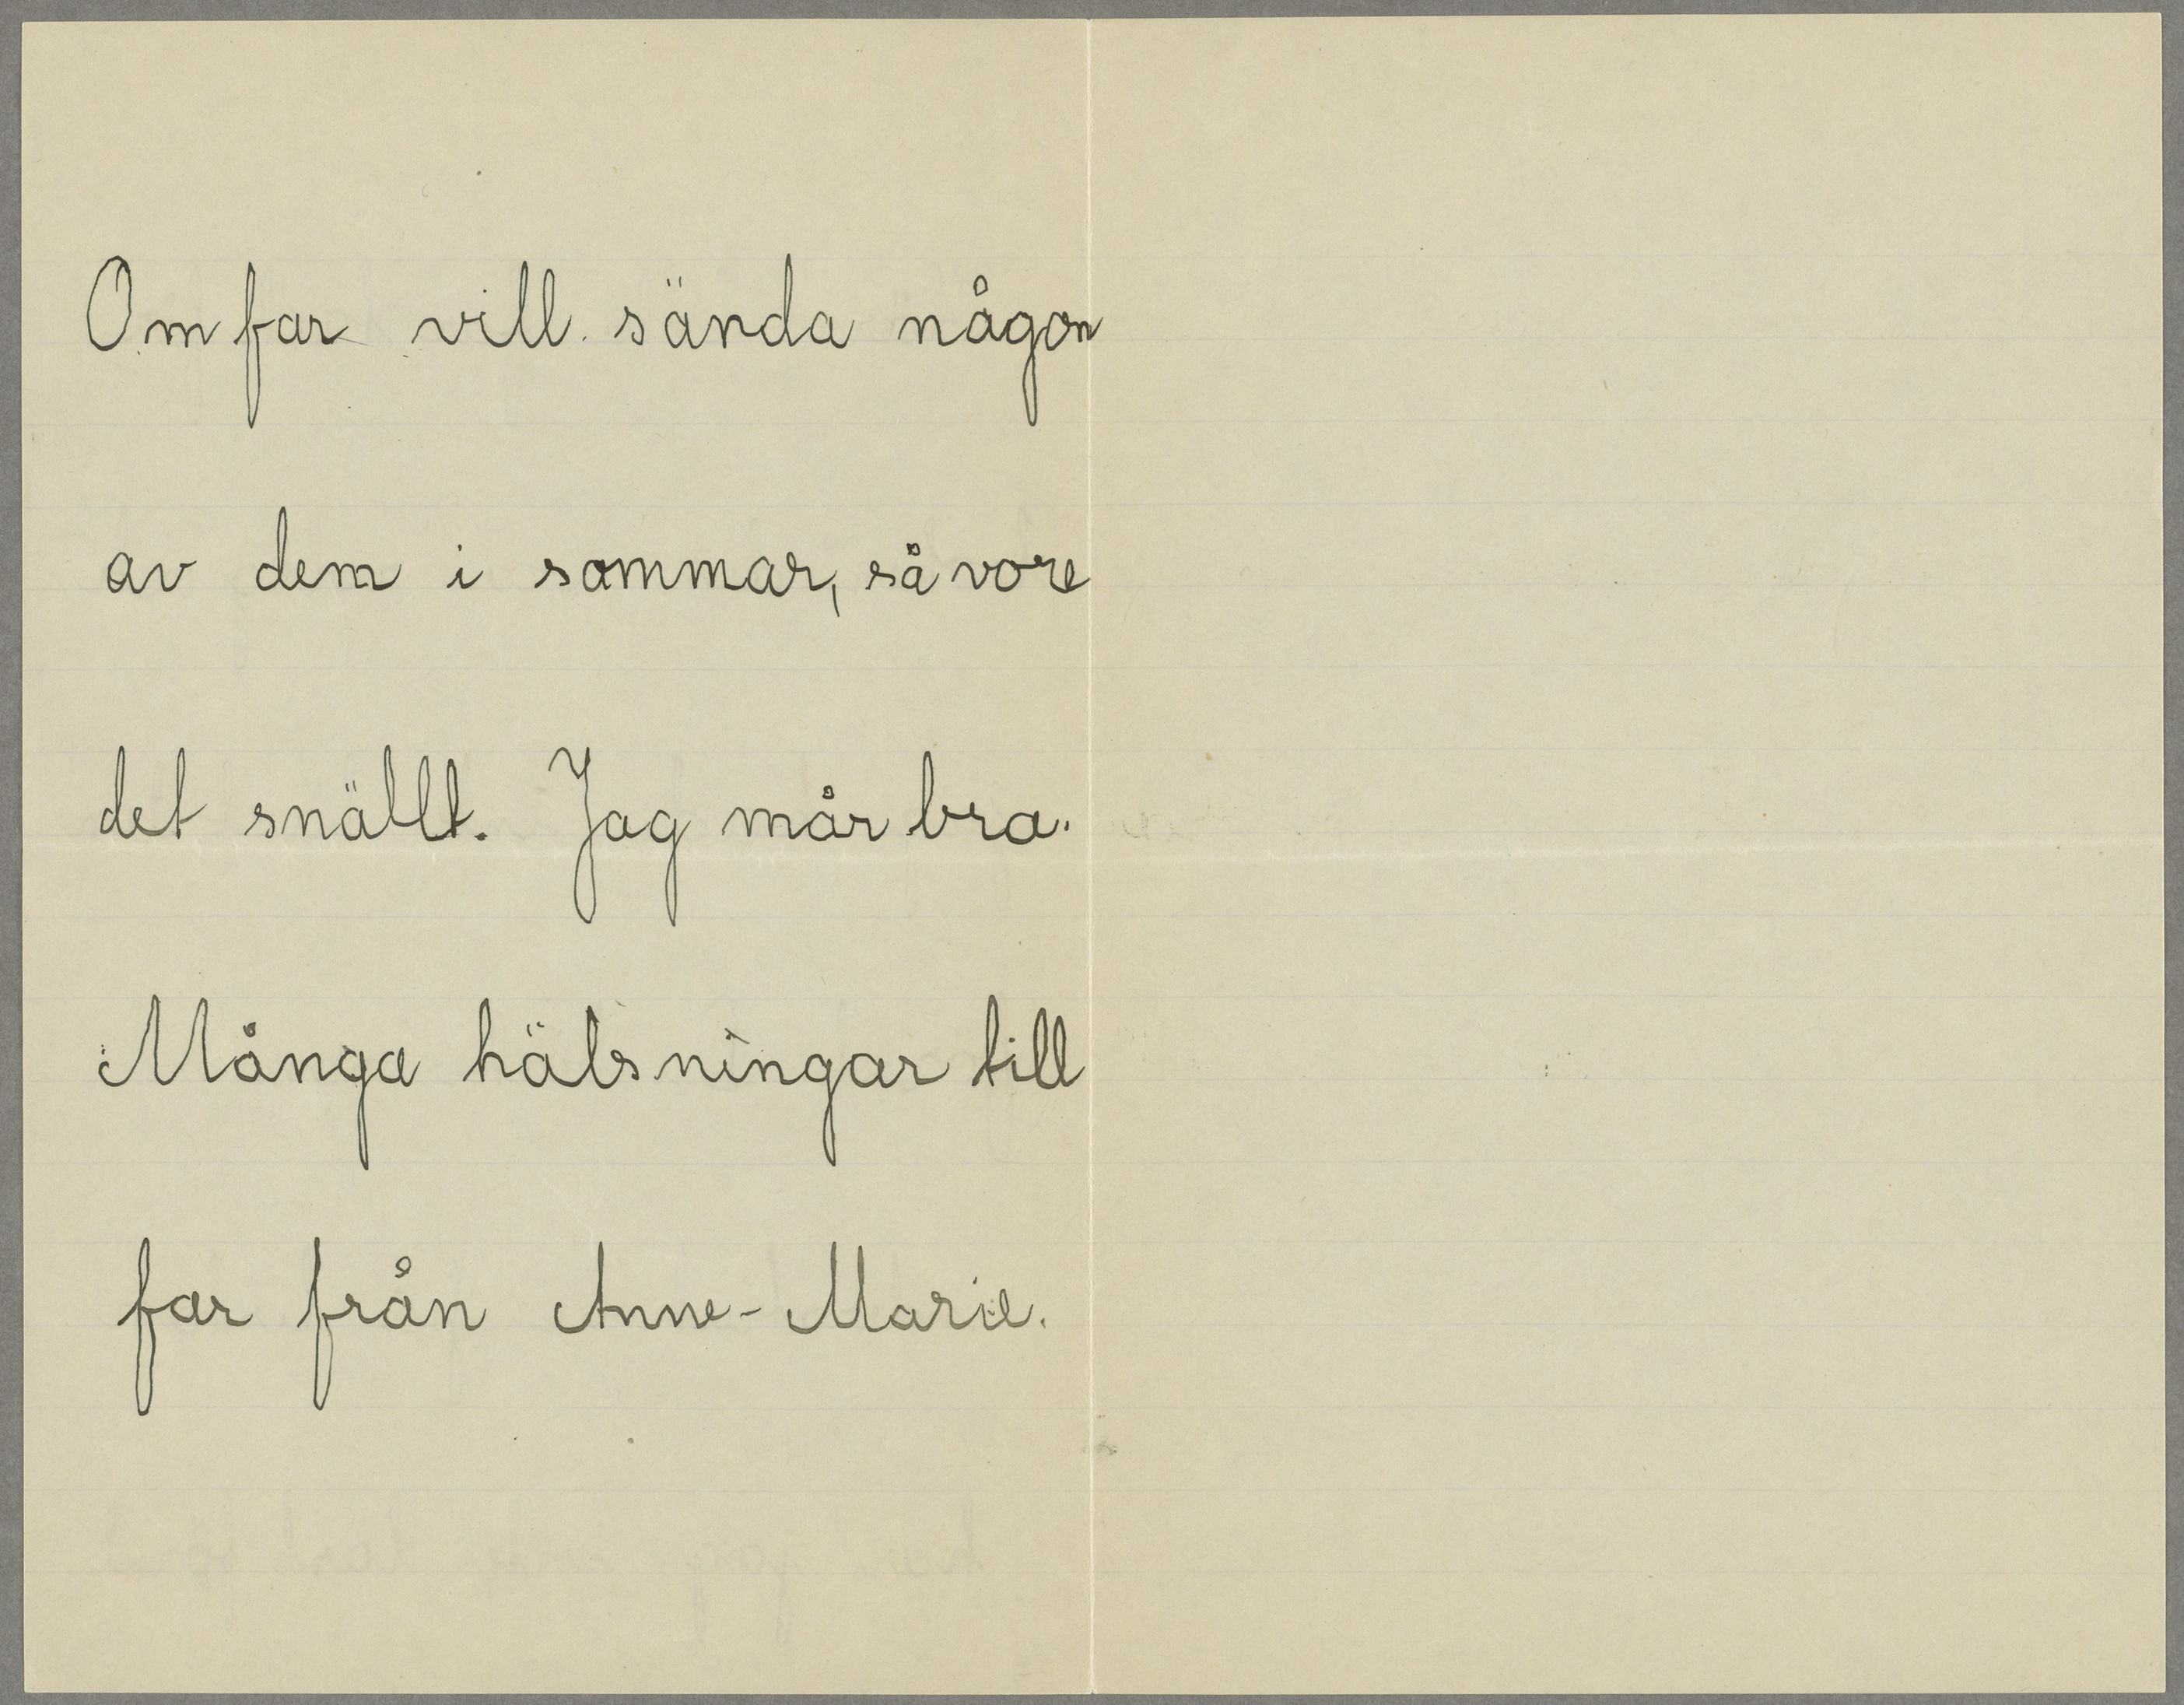 Om far vill sända någon
av dem i sommar, så vore
det snällt. Jag mår bra.
Många hälsningar till
far från Anne-Marie.